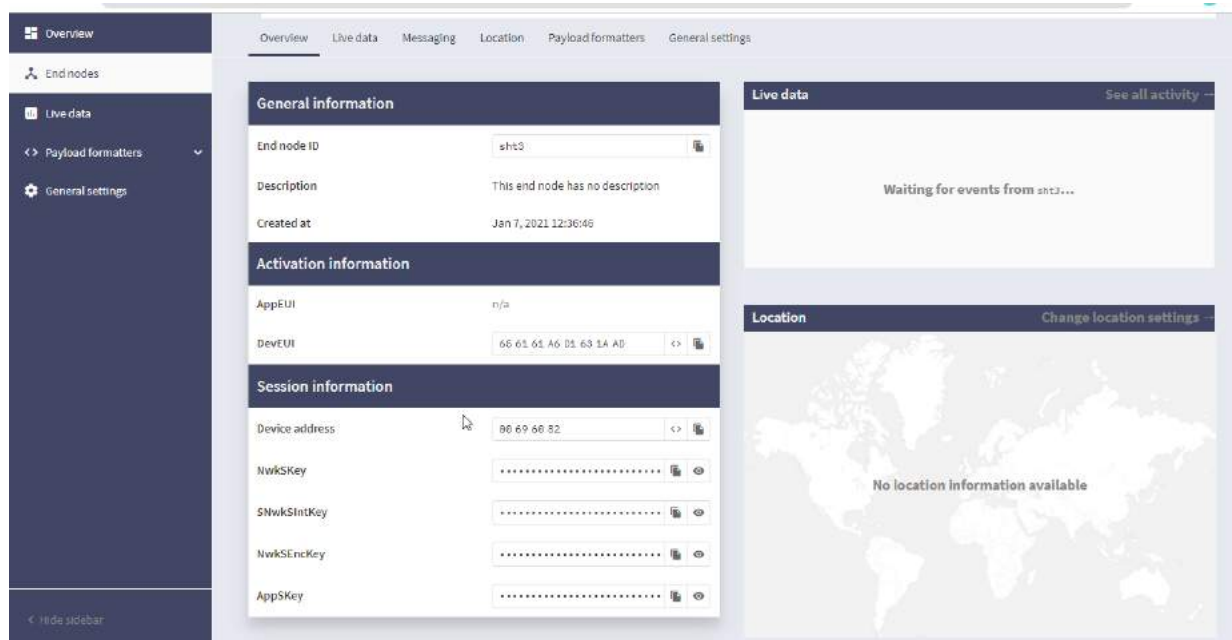 Overview
End nodes
Live data
<> Payload formatters
General settings
< Hide sidebar
Overview Live data Messaging Location Payload formatters General settings
General information
End node ID sht3
Description This end node has no description
Created at Jan 7, 2021 12:36:46
Activation information
AppEUI n/a
DevEUI
Session information
Device address
NwkSKey
SNwkSIntKey
NwkSEncKey
AppSKey
Live data See all activity →
Waiting for events from sht3...
Location Change location settings →
No location information available